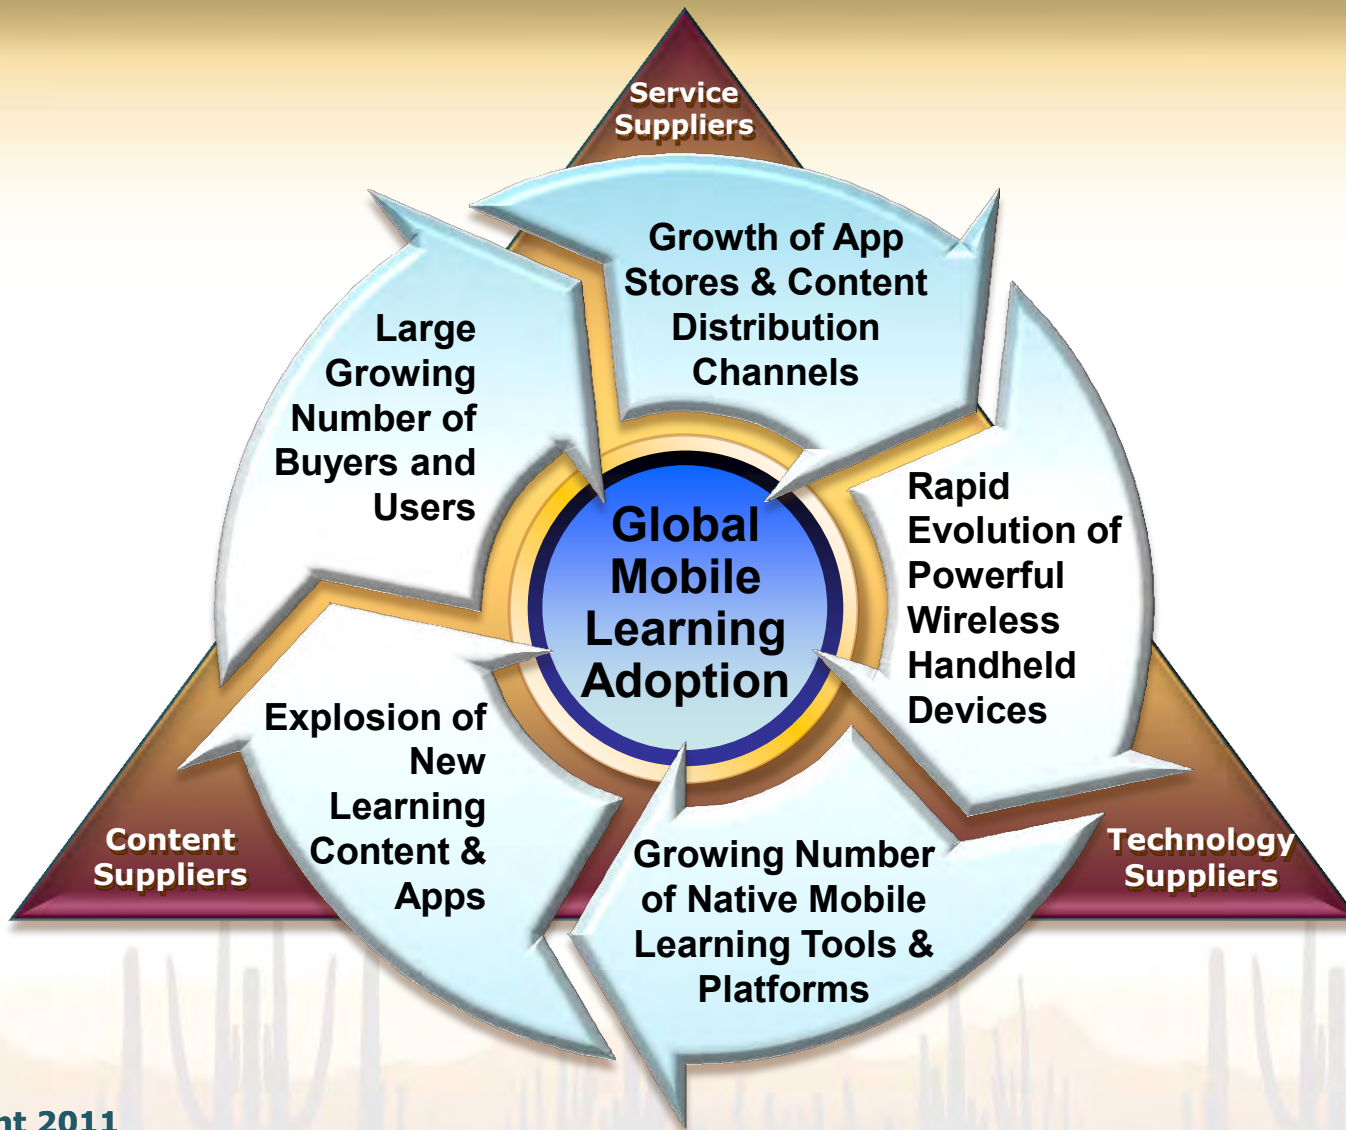 Service
Suppliers
Growth of App
Stores & Content
Distribution
Channels
Large
Growing
Number of
Buyers and
Users
Rapid
Evolution of
Powerful
Wireless
Handheld
Devices
Global
Mobile
Learning
Adoption
Explosion of
New
Learning
Content &
Apps
Growing Number
of Native Mobile
Learning Tools &
Platforms
Content
Suppliers
Technology
Suppliers
2011